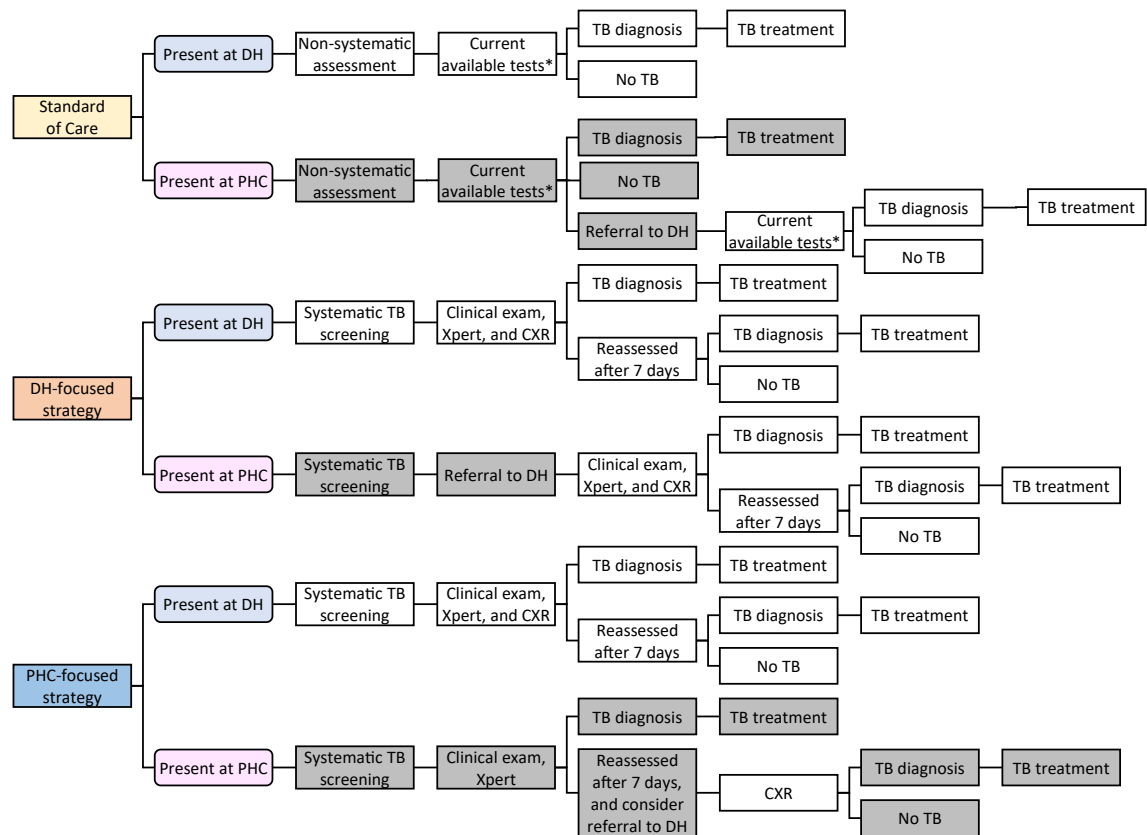 TB diagnosis
TB treatment
Present at DH
Non-systematic
assessment
Current
available tests*
No TB
Standard
of Care
TB diagnosis
TB treatment
Present at PHC
Non-systematic
assessment
Current
available tests*
No TB
Referral to DH
Current
available tests*
TB diagnosis
TB treatment
No TB
TB diagnosis
TB treatment
Present at DH
Systematic TB
screening
Clinical exam,
Xpert, and CXR
Reassessed
after 7 days
TB diagnosis
TB treatment
No TB
DH-focused
strategy
Present at PHC
Systematic TB
screening
Referral to DH
Clinical exam,
Xpert, and CXR
TB diagnosis
TB treatment
Reassessed
after 7 days
TB diagnosis
TB treatment
No TB
TB diagnosis
TB treatment
Present at DH
Systematic TB
screening
Clinical exam,
Xpert, and CXR
Reassessed
after 7 days
TB diagnosis
TB treatment
No TB
PHC-focused
strategy
Present at PHC
Systematic TB
screening
Clinical exam,
Xpert
TB diagnosis
TB treatment
Reassessed
after 7 days,
and consider
referral to DH
CXR
TB diagnosis
TB treatment
No TB